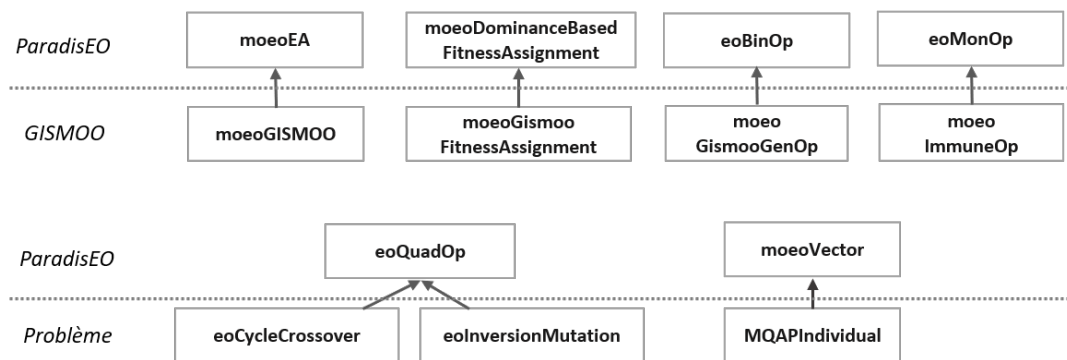 ParadisEO
moeoEA
moeoDominanceBased
FitnessAssignment
eoBinOp
eoMonOp
GISMOO
moeoGISMOO
moeoGismoo
FitnessAssignment
moeo
GismooGenOp
moeo
ImmuneOp
ParadisEO
eoQuadOp
moeoVector
Problème
eoCycleCrossover
eoInversionMutation
MQAPIndividual